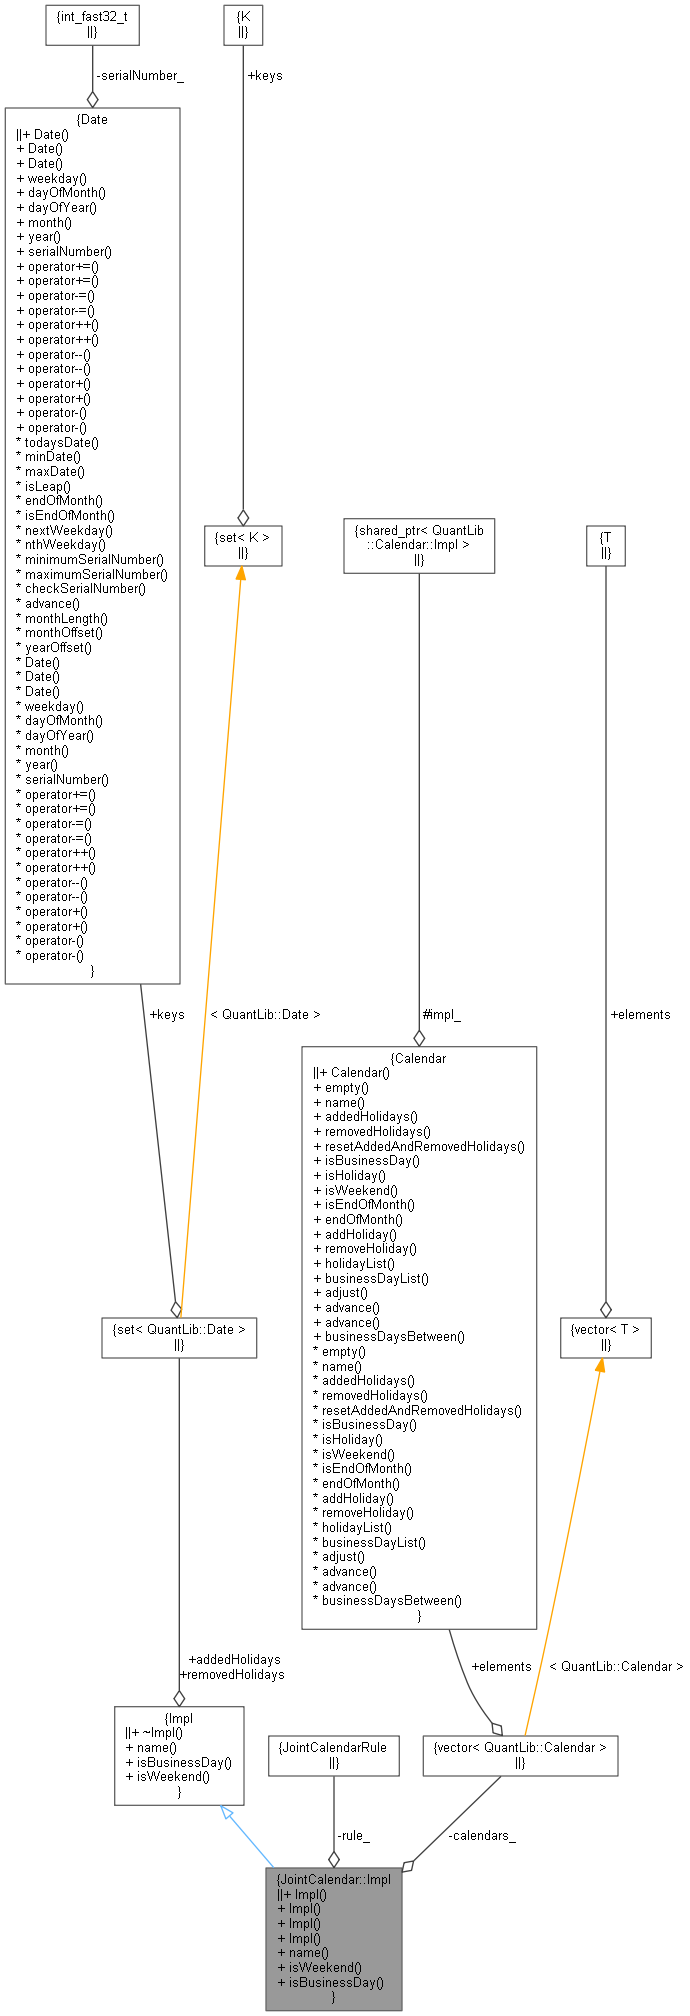 {int_fast32_t
||}
{K
||}
-serialNumber_
+keys
{Date
||+ Date()
+ Date()
+ Date()
+ weekday()
+ dayOfMonth()
+ dayOfYear()
+ month()
+ year()
+ serialNumber()
+ operator+=()
+ operator+=()
+ operator-=()
+ operator-=()
+ operator++()
+ operator++()
+ operator--()
+ operator--()
+ operator+()
+ operator+()
+ operator-()
+ operator-()
* todaysDate()
* minDate()
* maxDate()
* isLeap()
* endOfMonth()
* isEndOfMonth()
* nextWeekday()
* nthWeekday()
* minimumSerialNumber()
* maximumSerialNumber()
* checkSerialNumber()
* advance()
* monthLength()
* monthOffset()
* yearOffset()
* Date()
* Date()
* Date()
* weekday()
* dayOfMonth()
* dayOfYear()
* month()
* year()
* serialNumber()
* operator+=()
* operator+=()
* operator-=()
* operator-=()
* operator++()
* operator++()
* operator--()
* operator--()
* operator+()
* operator+()
* operator-()
* operator-()
}
{set< K >
||}
{shared_ptr< QuantLib
::Calendar::Impl >
||}
{T
||}
+keys
< QuantLib::Date >
#impl_
+elements
{Calendar
||+ Calendar()
+ empty()
+ name()
+ addedHolidays()
+ removedHolidays()
+ resetAddedAndRemovedHolidays()
+ isBusinessDay()
+ isHoliday()
+ isWeekend()
+ isEndOfMonth()
+ endOfMonth()
+ addHoliday()
+ removeHoliday()
+ holidayList()
+ businessDayList()
+ adjust()
+ advance()
+ advance()
+ businessDaysBetween()
* empty()
* name()
* addedHolidays()
* removedHolidays()
* resetAddedAndRemovedHolidays()
* isBusinessDay()
* isHoliday()
* isWeekend()
* isEndOfMonth()
* endOfMonth()
* addHoliday()
* removeHoliday()
* holidayList()
* businessDayList()
* adjust()
* advance()
* advance()
* businessDaysBetween()
}
{set< QuantLib::Date >
||}
{vector< T >
||}
+addedHolidays
+removedHolidays
+elements
< QuantLib::Calendar >
{Impl
||+ ~Impl()
+ name()
+ isBusinessDay()
+ isWeekend()
}
{JointCalendarRule
||}
{vector< QuantLib::Calendar >
||}
-rule_
-calendars_
{JointCalendar::Impl
||+ Impl()
+ Impl()
+ Impl()
+ Impl()
+ name()
+ isWeekend()
+ isBusinessDay()
}